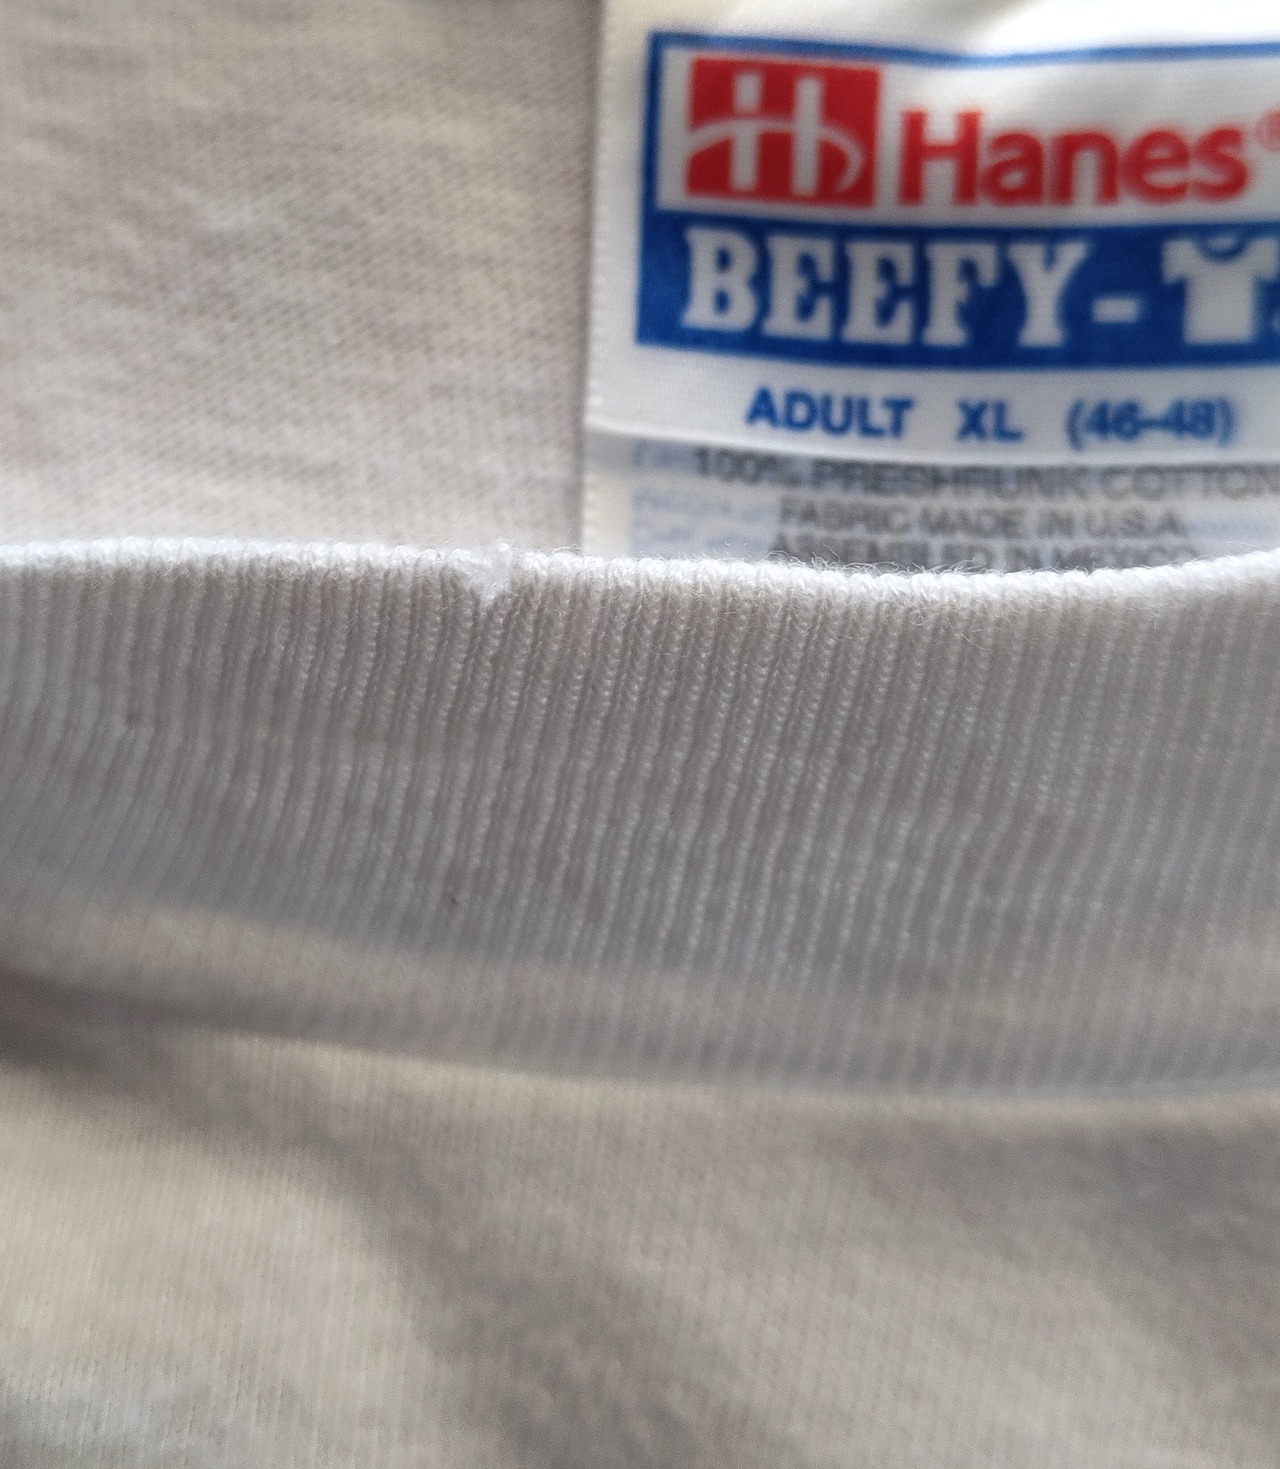 Hanes®
BEEFY-T
ADULT XL (46-48)
100% PRESHRUNK COTTON
FABRIC MADE IN U.S.A.
ASSEMBLED IN MEXICO